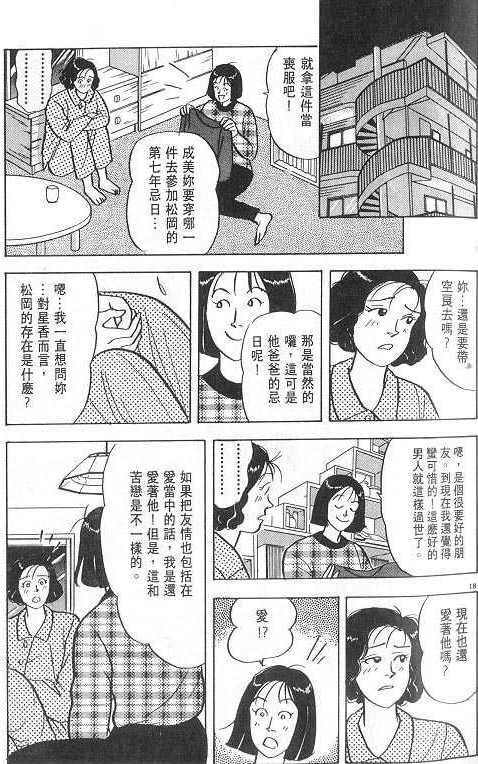 就拿這件當
喪服吧！
成美妳要穿哪一
件去參加松岡的
第七年忌日…
…………
妳…還是要帶
空良去嗎？
那是當然的
囉，這可是
他爸爸的忌
日呢！
嗯…我一直想問妳
…對星香而言，
松岡的存在是什麼？
嗯，是個很要好的朋
友。到現在我還覺得
蠻可惜的！這麼好的
男人就這樣過世了。
…………
18
現在也還
愛著他嗎？
愛
！？
如果把友情也包括在
愛當中的話，我是還
愛著他！但是，這和
苦戀是不一樣的。